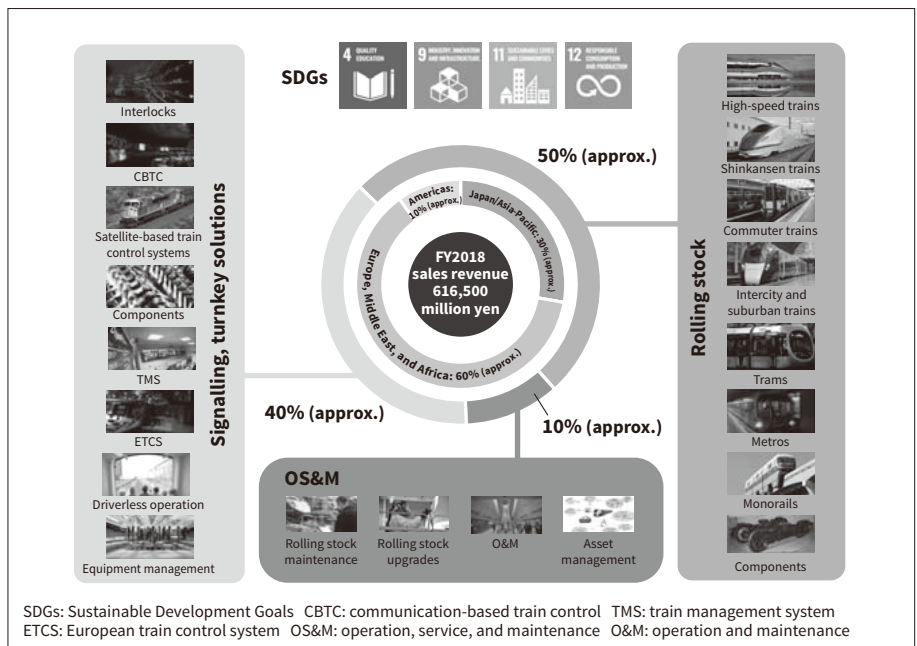 SDGs
4 QUALITY
EDUCATION
9 INDUSTRY, INNOVATION
AND INFRASTRUCTURE
11 SUSTAINABLE CITIES
AND COMMUNITIES
12 RESPONSIBLE
CONSUMPTION
AND PRODUCTION
Signalling, turnkey solutions
Interlocks
CBTC
Satellite-based train
control systems
Components
TMS
ETCS
Driverless operation
Equipment management
50% (approx.)
40% (approx.)
10% (approx.)
Americas:
10% (approx.)
Japan/Asia-Pacific: 30% (approx.)
Europe, Middle East, and Africa: 60% (approx.)
FY2018
sales revenue
616,500
million yen
OS&M
Rolling stock
maintenance
Rolling stock
upgrades
O&M
Asset
management
Rolling stock
High-speed trains
Shinkansen trains
Commuter trains
Intercity and
suburban trains
Trams
Metros
Monorails
Components
SDGs: Sustainable Development Goals CBTC: communication-based train control TMS: train management system
ETCS: European train control system OS&M: operation, service, and maintenance O&M: operation and maintenance